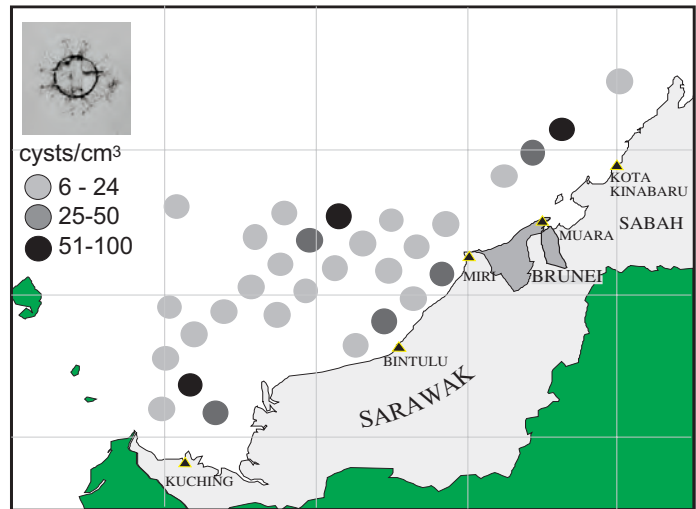 cysts/cm³
6 - 24
25-50
51-100
KOTA
KINABARU
SABAH
MUARA
MIRI
BRUNEI
BINTULU
SARAWAK
KUCHING